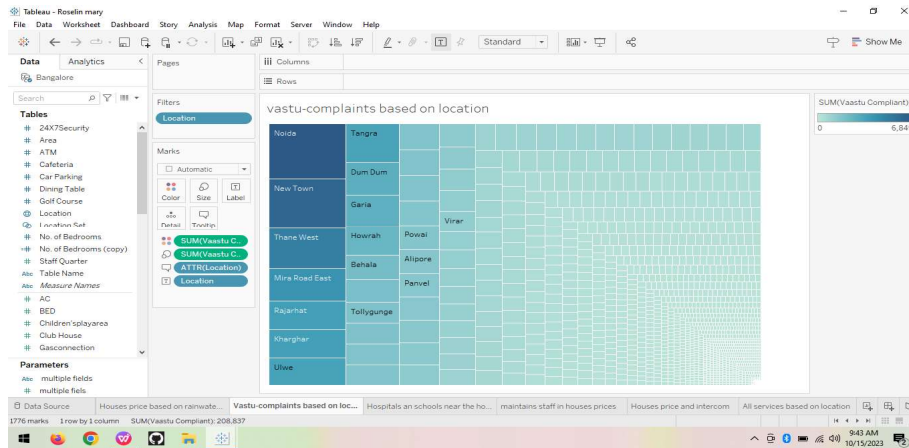 Tableau - Roselin mary
File Data Worksheet Dashboard Story Analysis Map Format Server Window Help
Standard
Show Me
Data Analytics
Bangalore
Search
Tables
# 24X7Security
# Area
# ATM
# Cafeteria
# Car Parking
# Dining Table
# Golf Course
Location
Location Set
# No. of Bedrooms
# No. of Bedrooms (copy)
# Staff Quarter
Abc Table Name
Abc Measure Names
# AC
# BED
# Children'splayarea
# Club House
# Gasconnection
Parameters
Abc multiple fields
# multiple fiels
Pages
Filters
Location
Marks
Automatic
Color Size Label
Detail Tooltip
SUM(Vaastu C..
SUM(Vaastu C..
ATTR(Location)
Location
Columns
Rows
vastu-complaints based on location
Noida
New Town
Thane West
Mira Road East
Rajarhat
Kharghar
Ulwe
Tangra
Dum Dum
Garia
Howrah
Behala
Tollygunge
Powai
Alipore
Panvel
Virar
SUM(Vaastu Compliant)
0
Data Source
Houses price based on rainwate...
Vastu-complaints based on loc...
Hospitals an schools near the ho...
maintains staff in houses prices
Houses price and intercom
All services based on location
1776 marks 1 row by 1 column SUM(Vaastu Compliant): 208,837
9:43 AM
10/15/2023